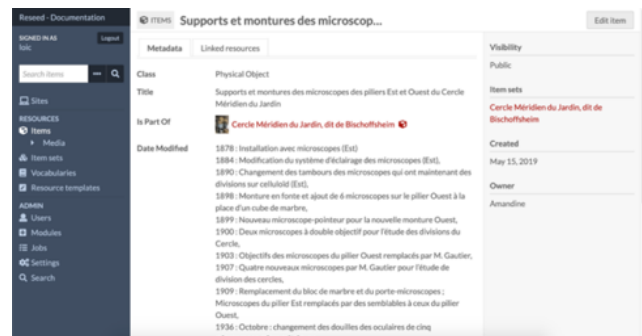 Reseed - Documentation
SIGNED IN AS
loic
Logout
Search items
Sites
RESOURCES
Items
Media
Item sets
Vocabularies
Resource templates
ADMIN
Users
Modules
Jobs
Settings
Search
ITEMS
Supports et montures des microscop...
Edit item
Metadata
Linked resources
Class
Physical Object
Title
Supports et montures des microscopes des piliers Est et Ouest du Cercle
Méridien du Jardin
Is Part Of
Cercle Méridien du Jardin, dit de Bischoffsheim
Date Modified
1878 : Installation avec microscopes (Est)
1884 : Modification du système d'éclairage des microscopes (Est),
1890 : Changement des tambours des microscopes qui ont maintenant des
divisions sur celluloïd (Est),
1898 : Monture en fonte et ajout de 6 microscopes sur le pilier Ouest à la
place d'un cube de marbre,
1899 : Nouveau microscope-pointeur pour la nouvelle monture Ouest,
1900 : Deux microscopes à double objectif pour l'étude des divisions du
Cercle,
1903 : Objectifs des microscopes du pilier Ouest remplacés par M. Gautier,
1907 : Quatre nouveaux microscopes par M. Gautier pour l'étude de
division des cercles,
1909 : Remplacement du bloc de marbre et du porte-microscopes ;
Microscopes du pilier Est remplacés par des semblables à ceux du pilier
Ouest,
1936 : Octobre : changement des douilles des oculaires de cinq
Visibility
Public
Item sets
Cercle Méridien du Jardin, dit de
Bischoffsheim
Created
May 15, 2019
Owner
Amandine